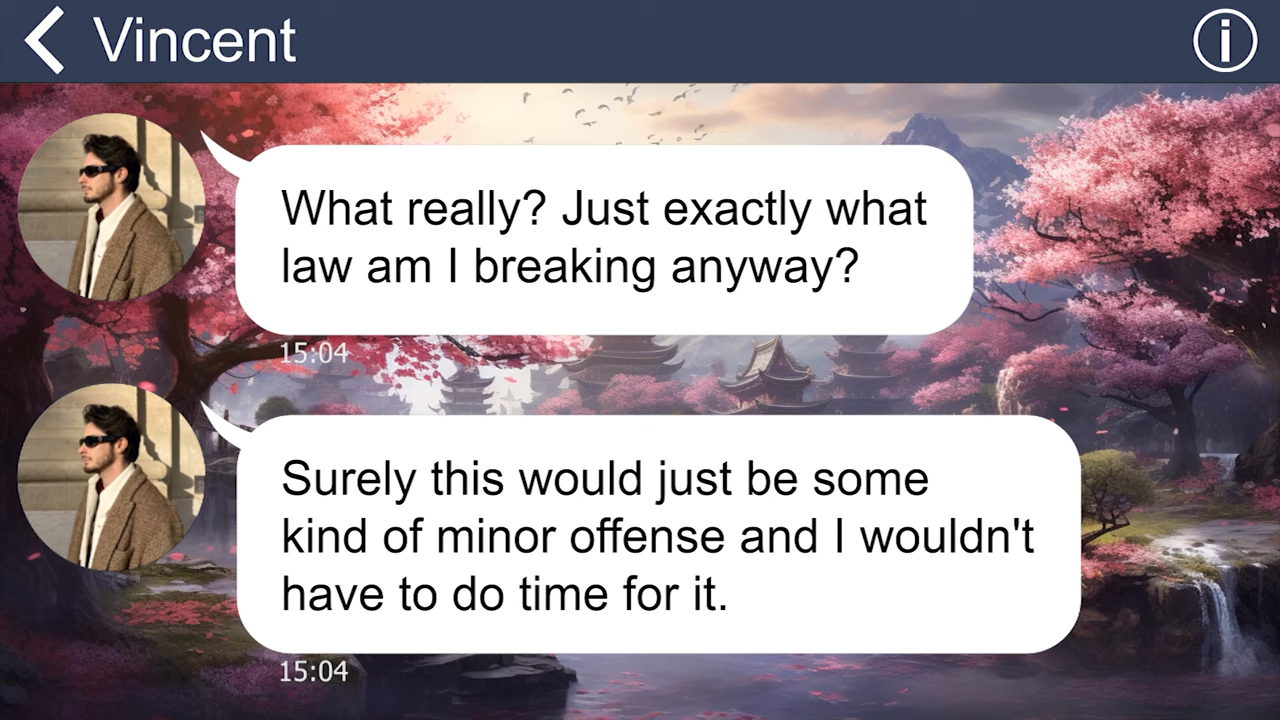 Vincent
What really? Just exactly what
law am I breaking anyway?
15:04
Surely this would just be some
kind of minor offense and I wouldn't
have to do time for it.
15:04